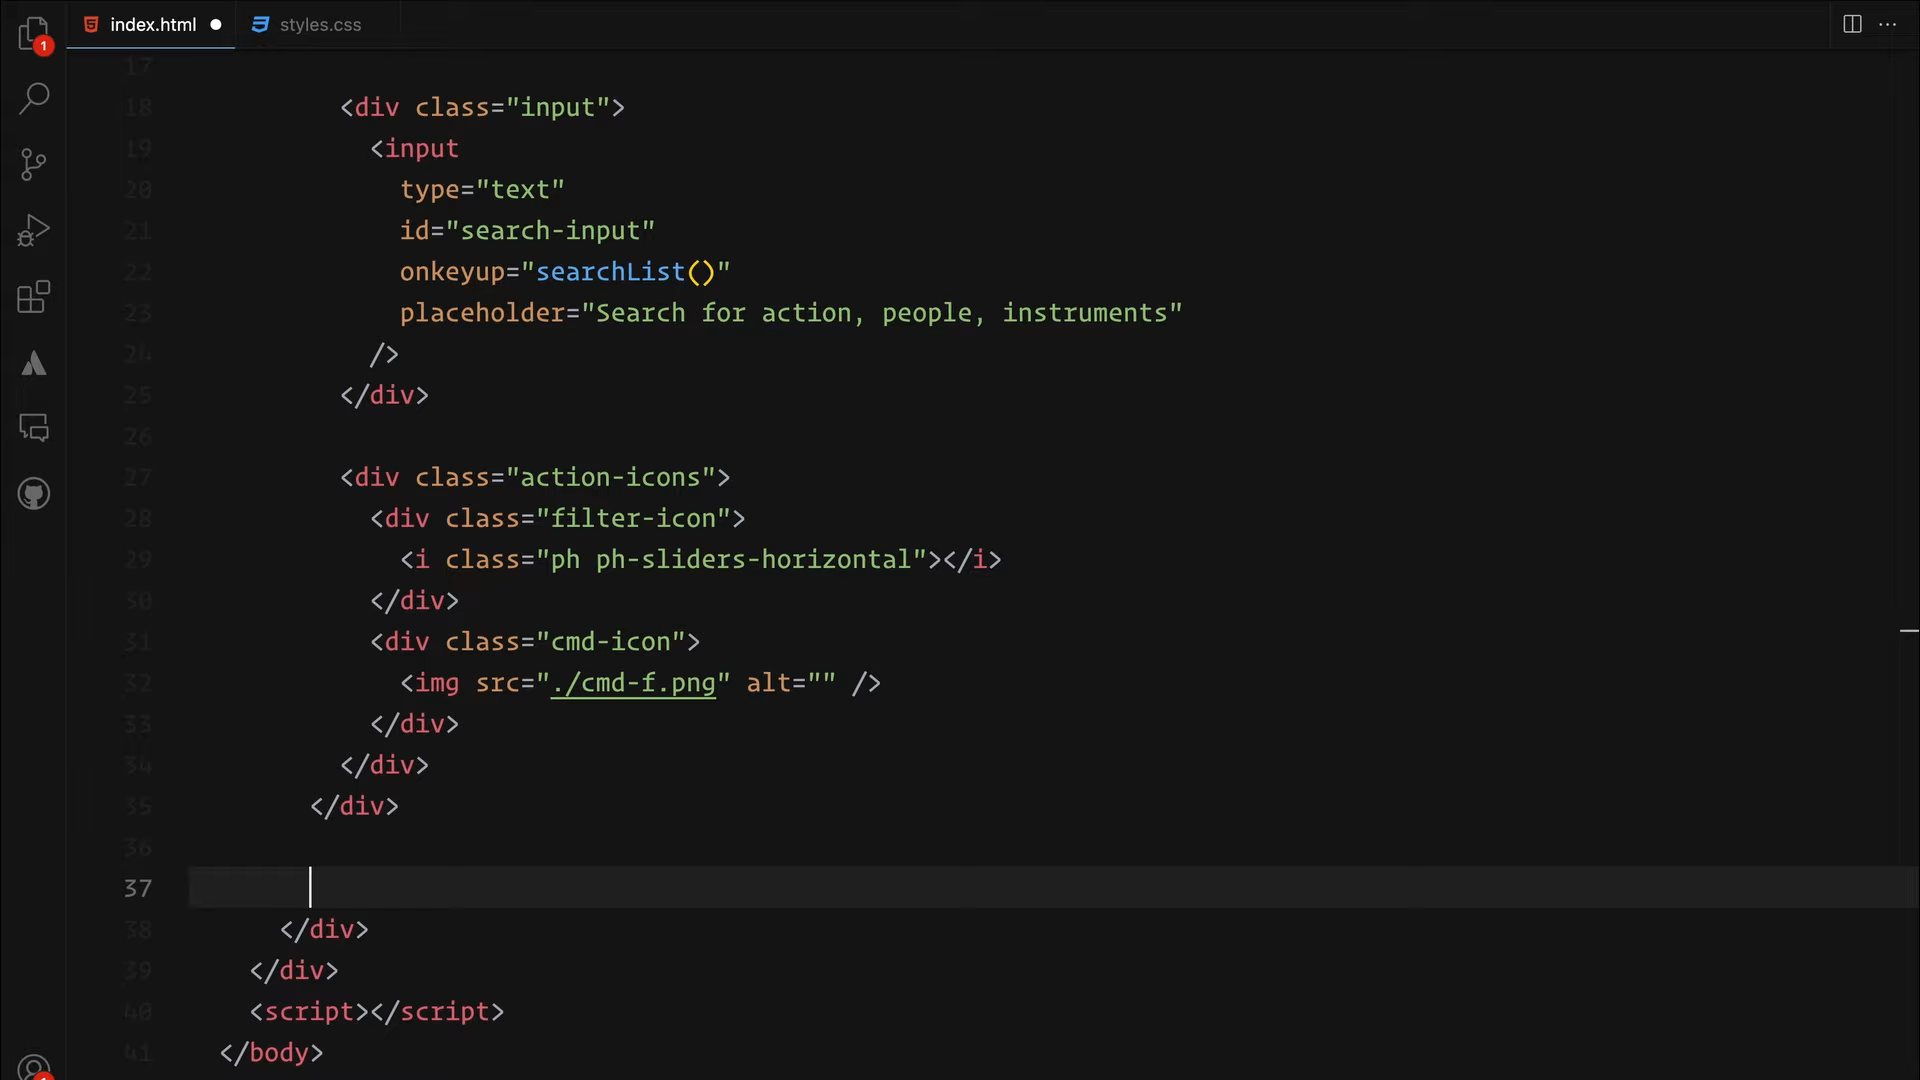 index.html
styles.css
1
17
18 <div class="input">
19 <input
20 type="text"
21 id="search-input"
22 onkeyup="searchList()"
23 placeholder="Search for action, people, instruments"
24 />
25 </div>
26
27 <div class="action-icons">
28 <div class="filter-icon">
29 <i class="ph ph-sliders-horizontal"></i>
30 </div>
31 <div class="cmd-icon">
32 <img src="./cmd-f.png" alt="" />
33 </div>
34 </div>
35 </div>
36
37
38 </div>
39 </div>
40 <script></script>
41 </body>